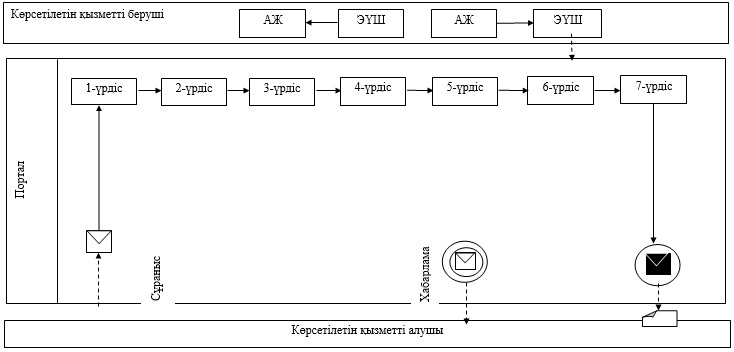 Көрсетілетін қызметті беруші
АЖ
ЭҮШ
АЖ
ЭҮШ
Портал
1-үрдіс
2-үрдіс
3-үрдіс
4-үрдіс
5-үрдіс
6-үрдіс
7-үрдіс
Сұраныс
Хабарлама
Көрсетілетін қызметті алушы